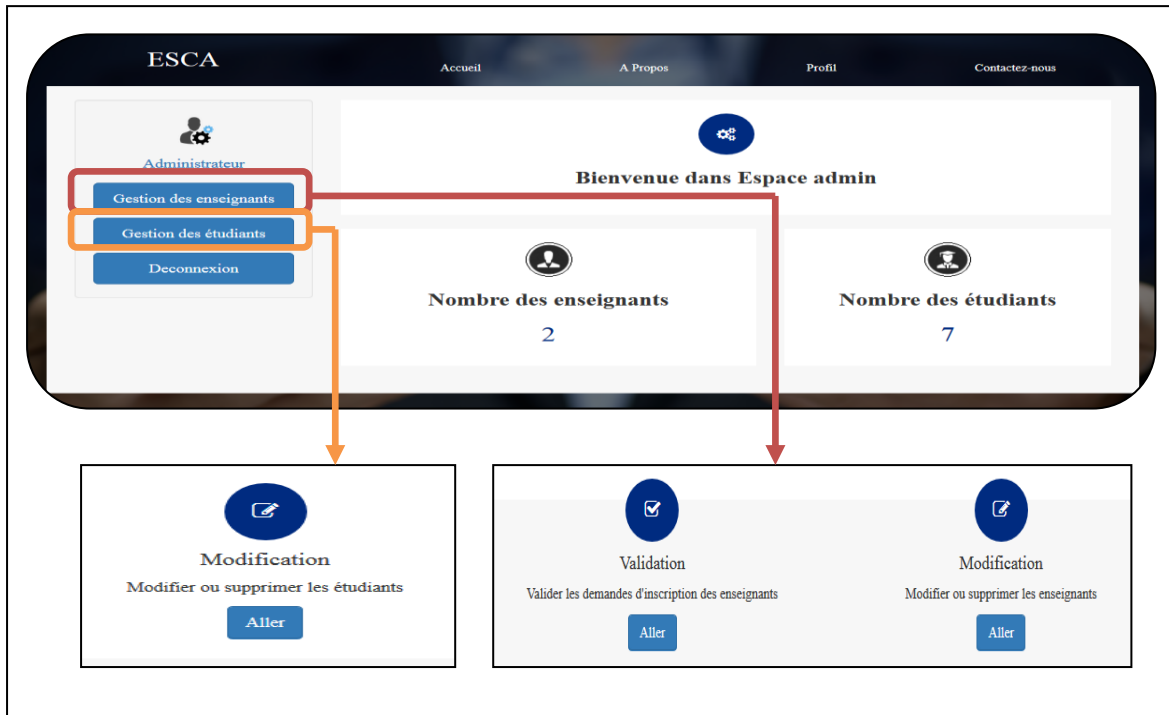 ESCA
Accueil
A Propos
Profil
Contactez-nous
Administrateur
Gestion des enseignants
Gestion des étudiants
Deconnexion
Bienvenue dans Espace admin
Nombre des enseignants
2
Nombre des étudiants
7
Modification
Modifier ou supprimer les étudiants
Aller
Validation
Valider les demandes d'inscription des enseignants
Aller
Modification
Modifier ou supprimer les enseignants
Aller